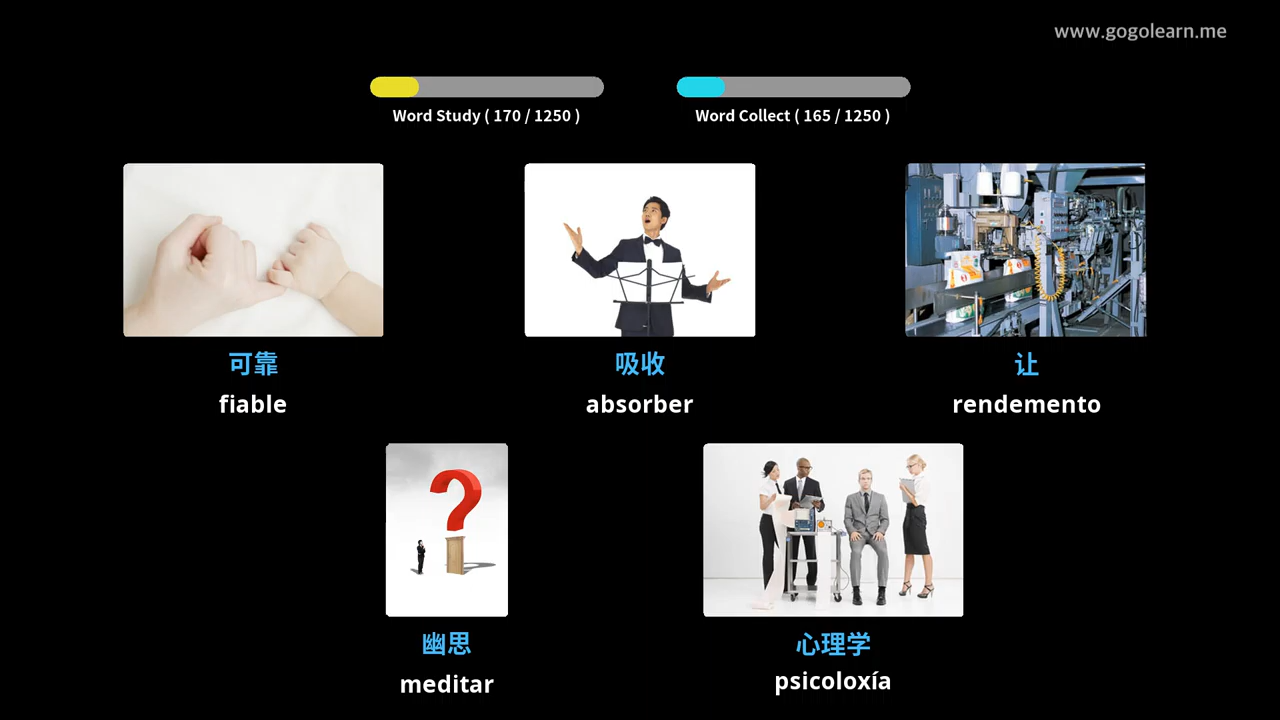 www.gogolearn.me
Word Study ( 170 / 1250 )
Word Collect ( 165 / 1250 )
可靠
fiable
吸收
absorber
让
rendemento
幽思
meditar
心理学
psicoloxía